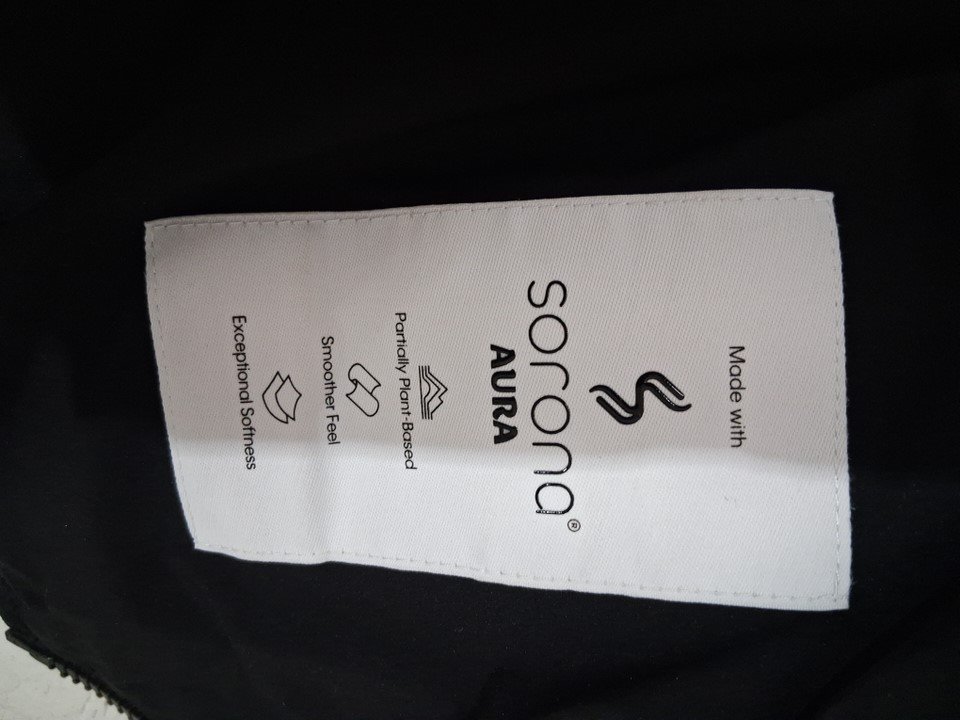 Made with
sorona®
AURA
Partially Plant-Based
Smoother Feel
Exceptional Softness